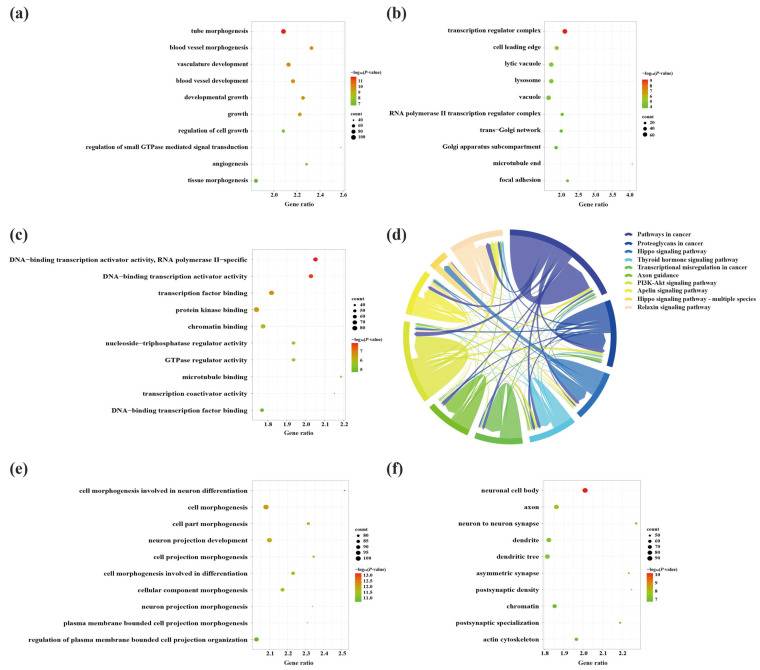 (a)
tube morphogenesis
blood vessel morphogenesis
vasculature development
blood vessel development
developmental growth
growth
regulation of cell growth
regulation of small GTPase mediated signal transduction
angiogenesis
tissue morphogenesis
2.0 2.2 2.4 2.6
Gene ratio
−log₁₀(P-value)
11
10
9
8
7
count
40
60
80
100
(b)
transcription regulator complex
cell leading edge
lytic vacuole
lysosome
vacuole
RNA polymerase II transcription regulator complex
trans-Golgi network
Golgi apparatus subcompartment
microtubule end
focal adhesion
2.0 2.5 3.0 3.5 4.0
Gene ratio
−log₁₀(P-value)
9
8
7
6
5
4
count
20
40
60
(c)
DNA−binding transcription activator activity, RNA polymerase II−specific
DNA−binding transcription activator activity
transcription factor binding
protein kinase binding
chromatin binding
nucleoside−triphosphatase regulator activity
GTPase regulator activity
microtubule binding
transcription coactivator activity
DNA−binding transcription factor binding
1.8 1.9 2.0 2.1 2.2
Gene ratio
count
40
50
60
70
80
−log₁₀(P-value)
7
6
5
(d)
Pathways in cancer
Proteoglycans in cancer
Hippo signaling pathway
Thyroid hormone signaling pathway
Transcriptional misregulation in cancer
Axon guidance
PI3K-Akt signaling pathway
Apelin signaling pathway
Hippo signaling pathway - multiple species
Relaxin signaling pathway
(e)
cell morphogenesis involved in neuron differentiation
cell morphogenesis
cell part morphogenesis
neuron projection development
cell projection morphogenesis
cell morphogenesis involved in differentiation
cellular component morphogenesis
neuron projection morphogenesis
plasma membrane bounded cell projection morphogenesis
regulation of plasma membrane bounded cell projection organization
2.1 2.2 2.3 2.4 2.5
Gene ratio
count
80
85
90
95
100
−log₁₀(P-value)
13.0
12.5
12.0
11.5
11.0
(f)
neuronal cell body
axon
neuron to neuron synapse
dendrite
dendritic tree
asymmetric synapse
postsynaptic density
chromatin
postsynaptic specialization
actin cytoskeleton
1.8 1.9 2.0 2.1 2.2
Gene ratio
count
50
60
70
80
90
−log₁₀(P-value)
10
9
8
7